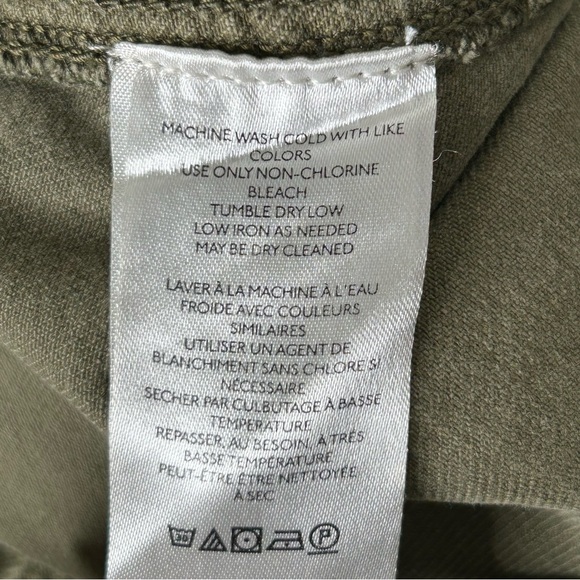 MACHINE WASH COLD WITH LIKE
COLORS
USE ONLY NON-CHLORINE
BLEACH
TUMBLE DRY LOW
LOW IRON AS NEEDED
MAY BE DRY CLEANED
LAVER À LA MACHINE À L'EAU
FROIDE AVEC COULEURS
SIMILAIRES
UTILISER UN AGENT DE
BLANCHIMENT SANS CHLORE SI
NÉCESSAIRE
SECHER PAR CULBUTAGE À BASSE
TEMPÉRATURE
REPASSER, AU BESOIN, À TRÈS
BASSE TEMPÉRATURE
PEUT-ÊTRE ÊTRE NETTOYÉE
À SEC
30 P